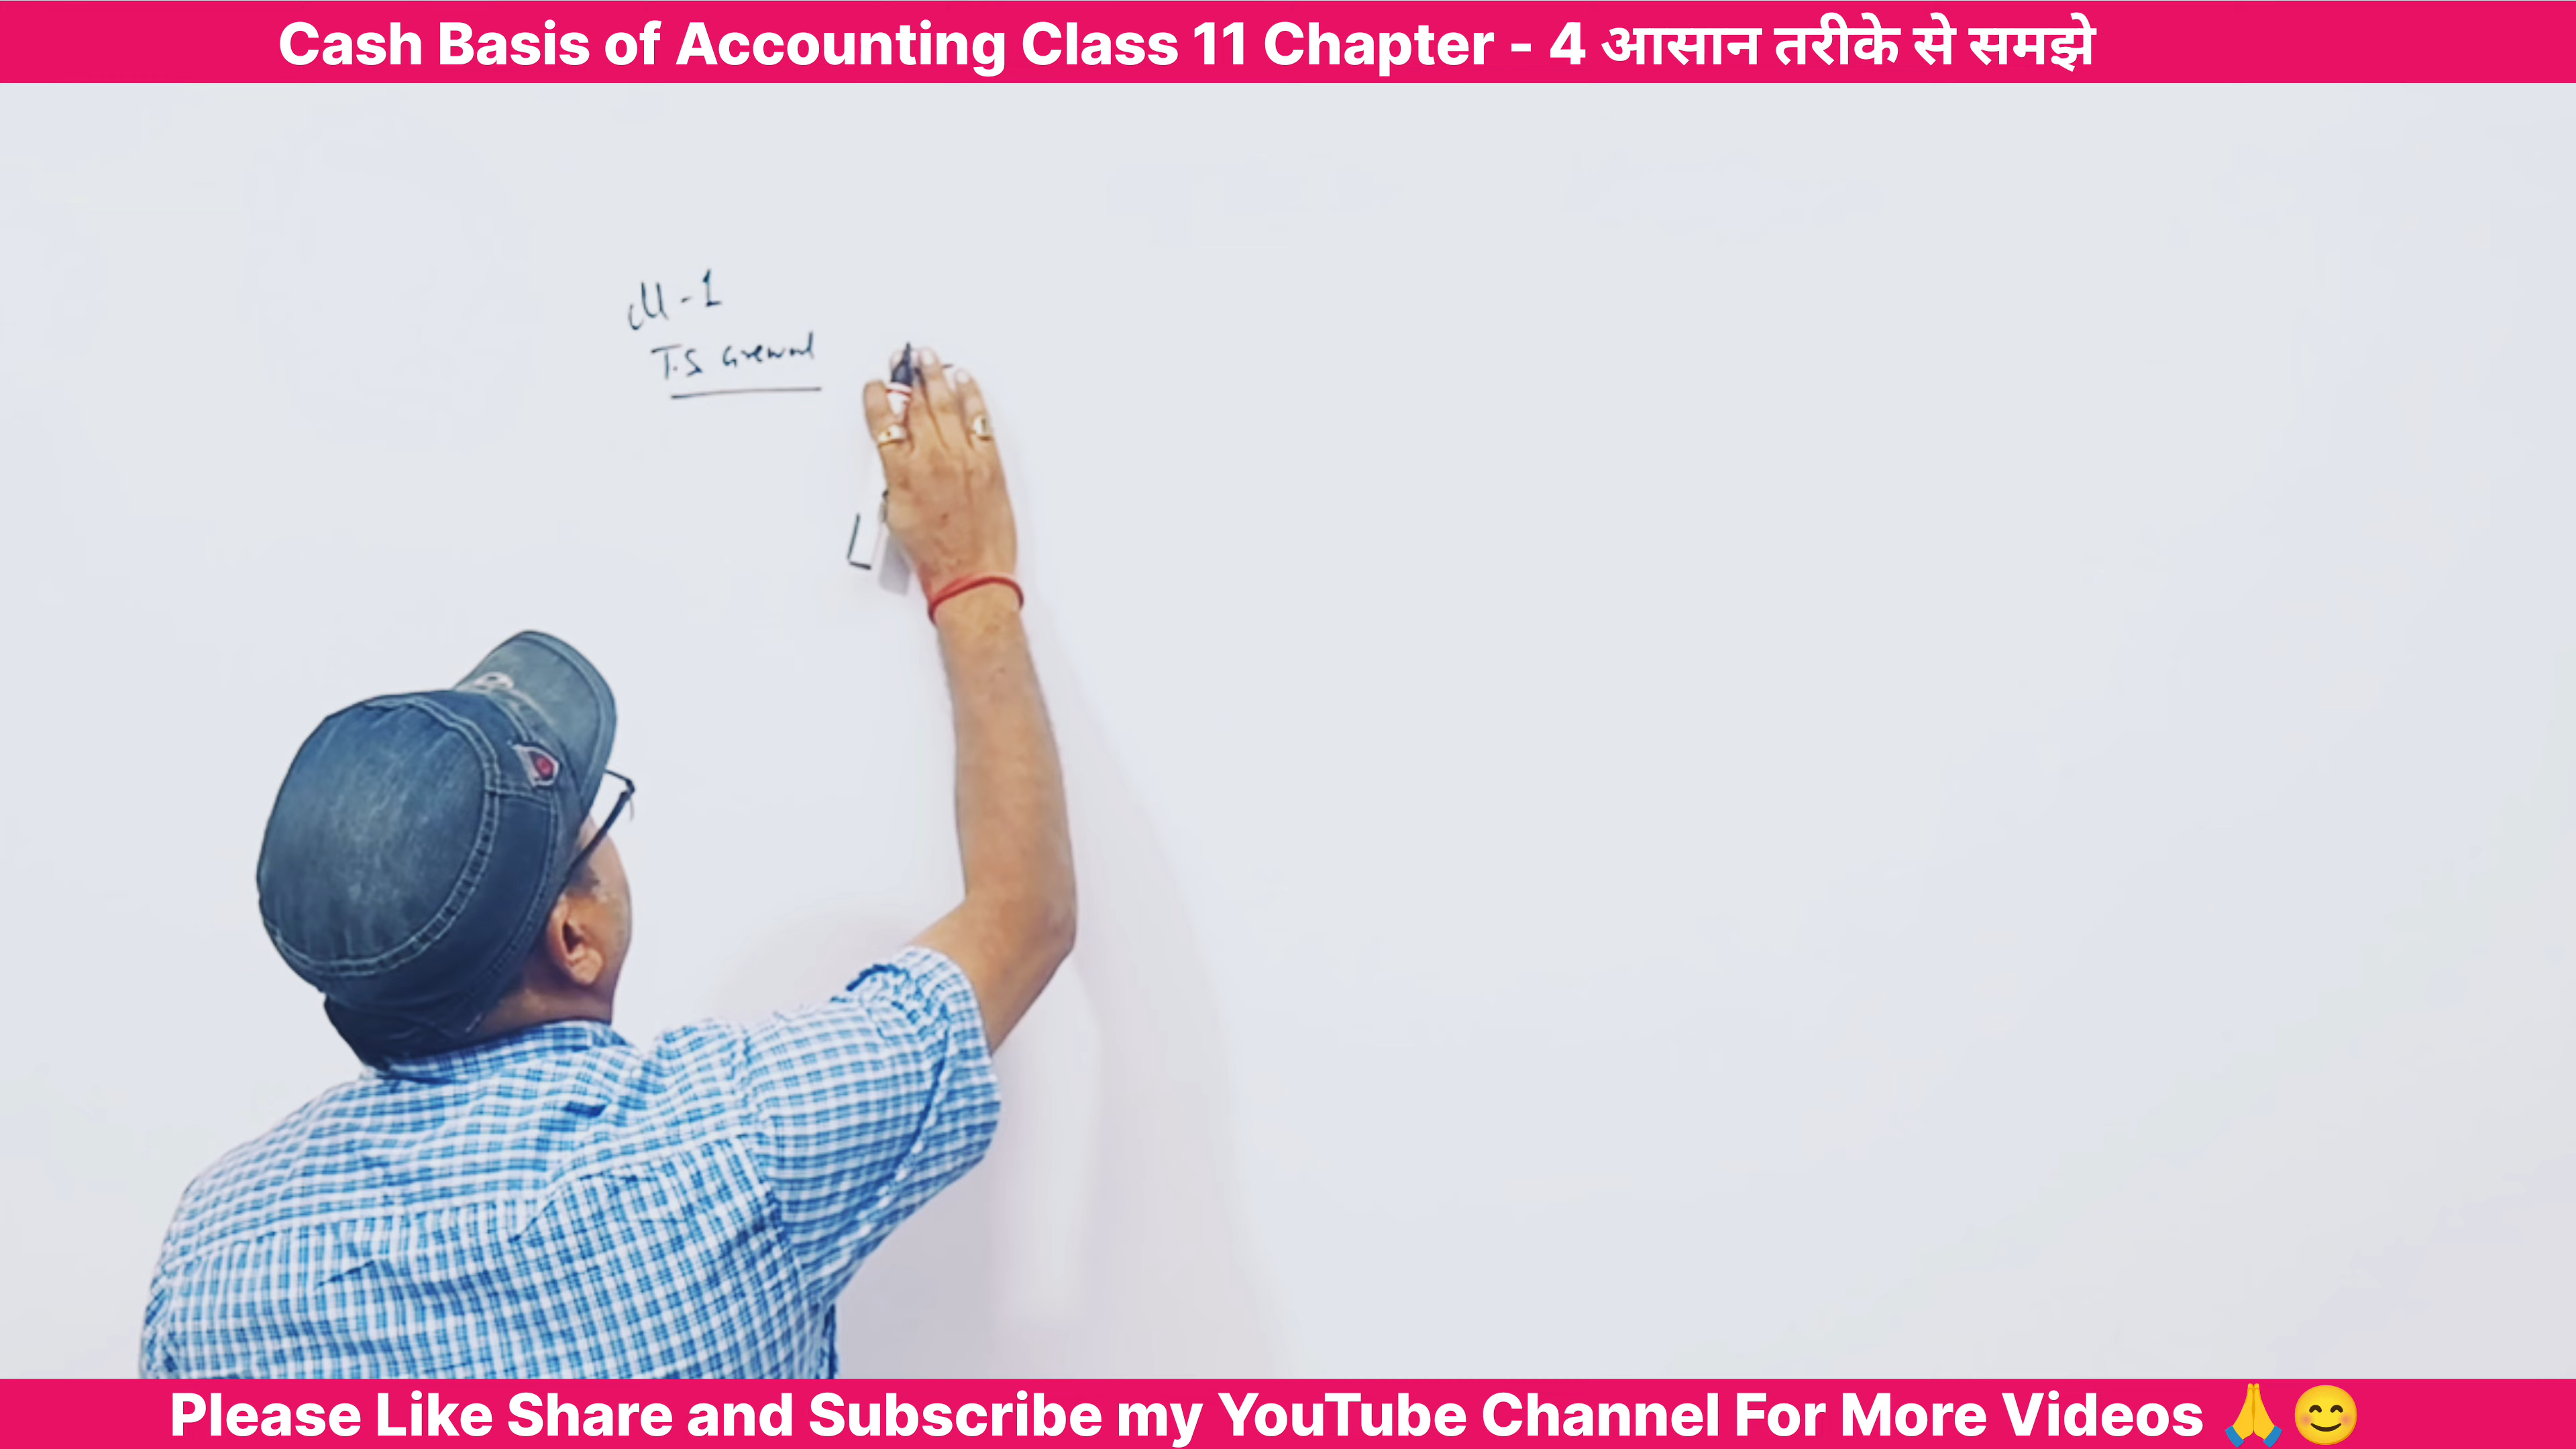 Cash Basis of Accounting Class 11 Chapter - 4 आसान तरीके से समझे
M-1
T.S Grewal
Please Like Share and Subscribe my YouTube Channel For More Videos 🙏😊